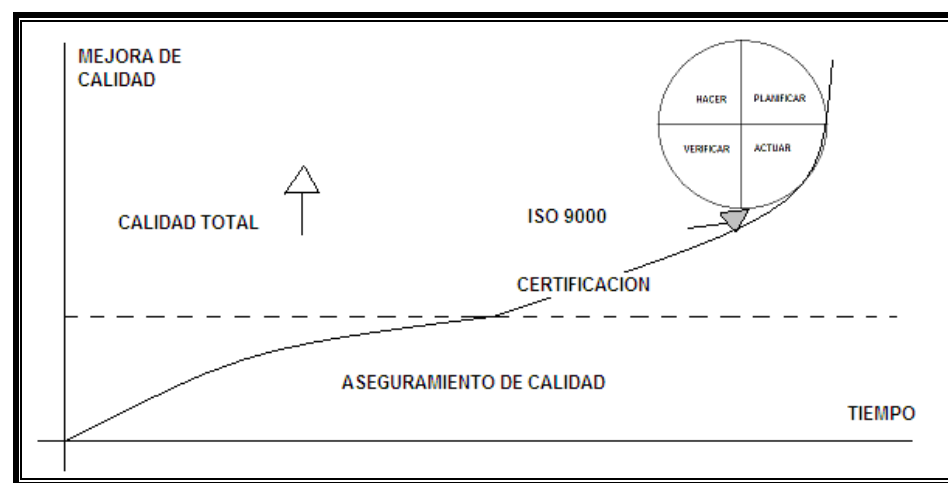 MEJORA DE
CALIDAD
HACER
PLANIFICAR
VERIFICAR
ACTUAR
CALIDAD TOTAL
ISO 9000
CERTIFICACION
ASEGURAMIENTO DE CALIDAD
TIEMPO